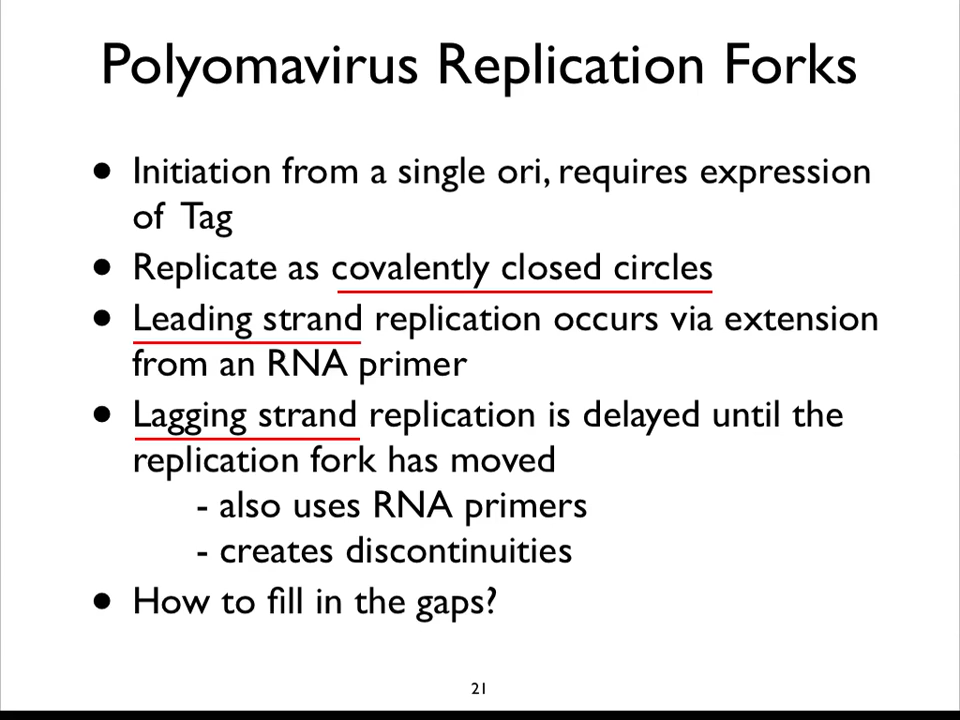 Polyomavirus Replication Forks
• Initiation from a single ori, requires expression
of Tag
• Replicate as covalently closed circles
• Leading strand replication occurs via extension
from an RNA primer
• Lagging strand replication is delayed until the
replication fork has moved
- also uses RNA primers
- creates discontinuities
• How to fill in the gaps?
21